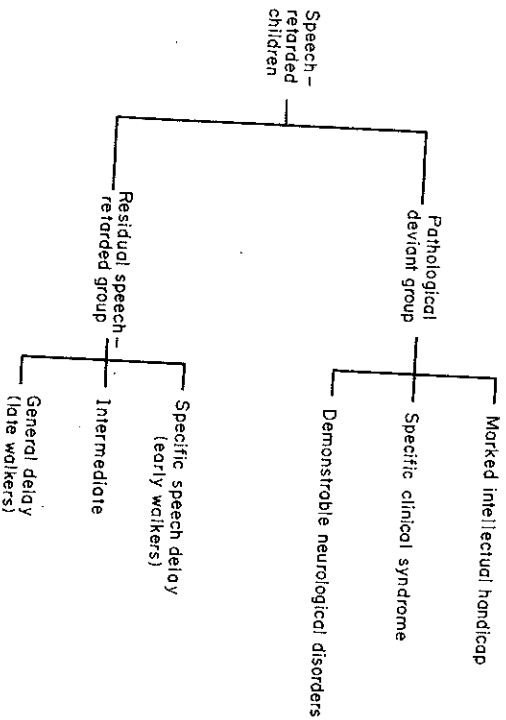 Speech-
retarded
children
Pathological
deviant group
Marked intellectual handicap
Specific clinical syndrome
Demonstrable neurological disorders
Residual speech-
retarded group
Specific speech delay
(early walkers)
Intermediate
General delay
(late walkers)